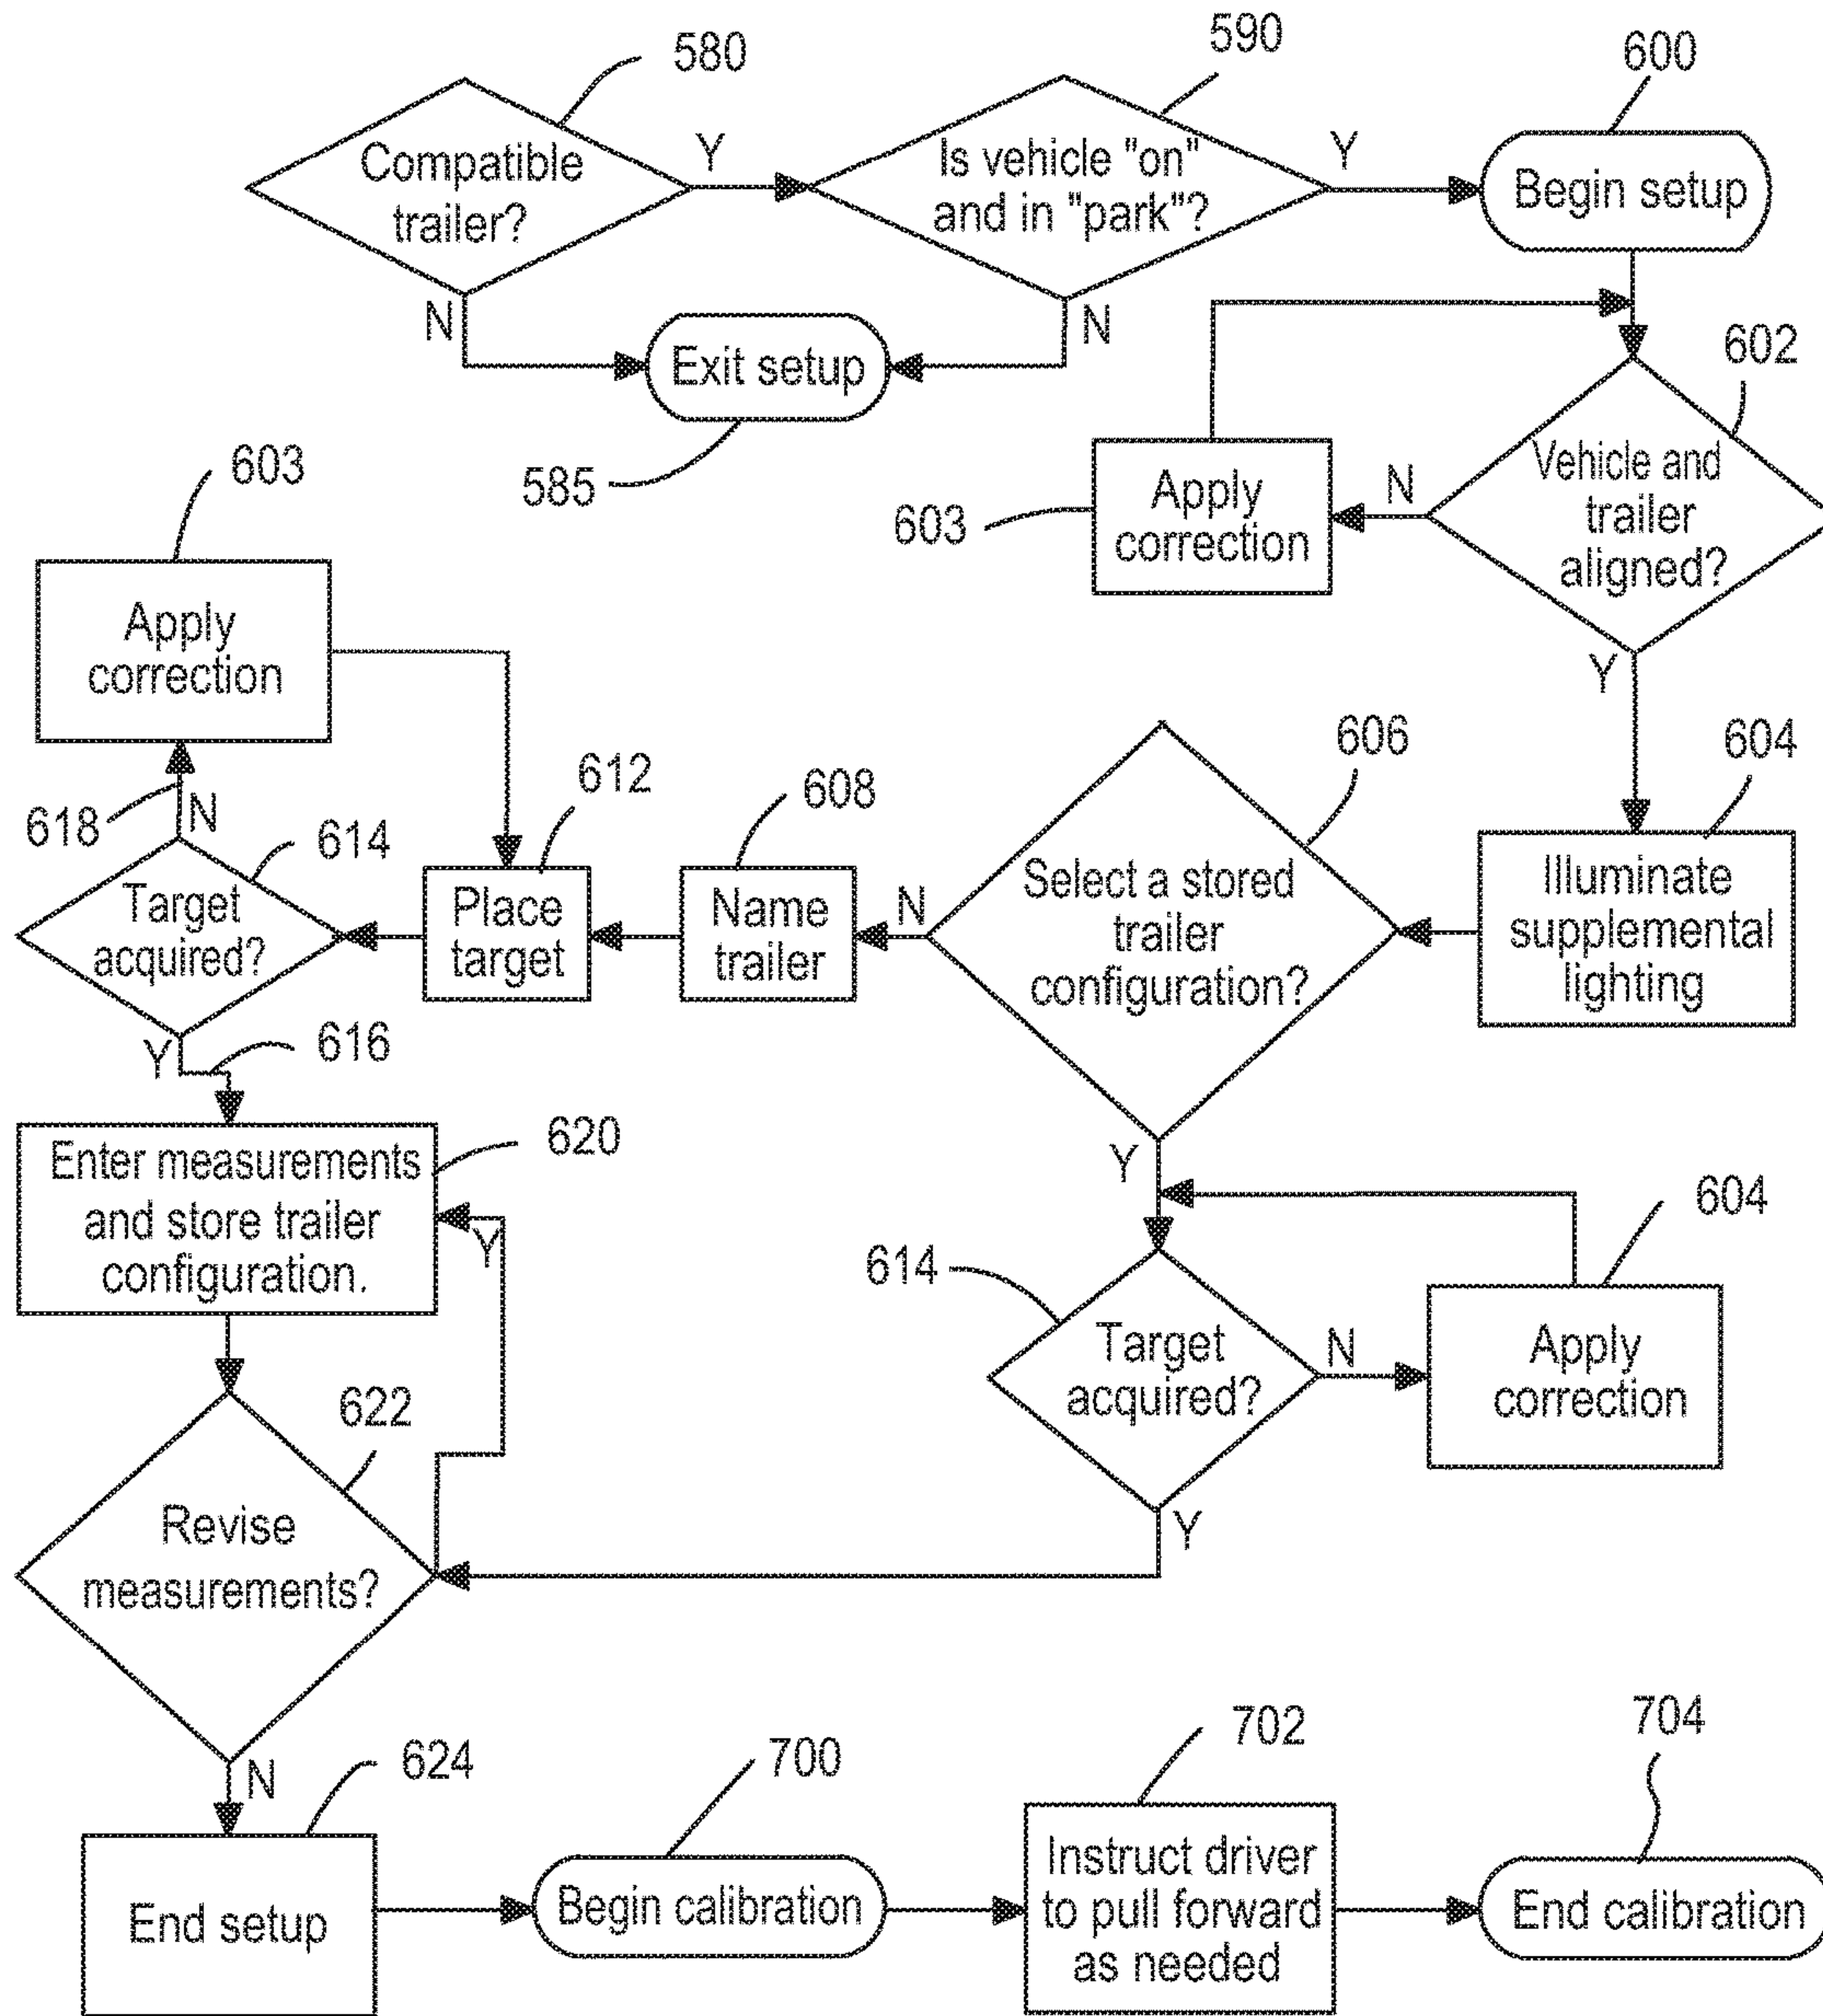 580
590
600
Compatible
trailer?
Y
Is vehicle "on"
and in "park"?
Y
Begin setup
N
N
Exit setup
585
602
Vehicle and
trailer
aligned?
N
Apply
correction
603
Y
603
Apply
correction
618
N
614
Target
acquired?
612
Place
target
608
Name
trailer
N
606
Select a stored
trailer
configuration?
604
Illuminate
supplemental
lighting
Y
616
Y
620
Enter measurements
and store trailer
configuration.
Y
614
Target
acquired?
N
604
Apply
correction
Y
622
Revise
measurements?
N
624
End setup
700
Begin calibration
702
Instruct driver
to pull forward
as needed
704
End calibration